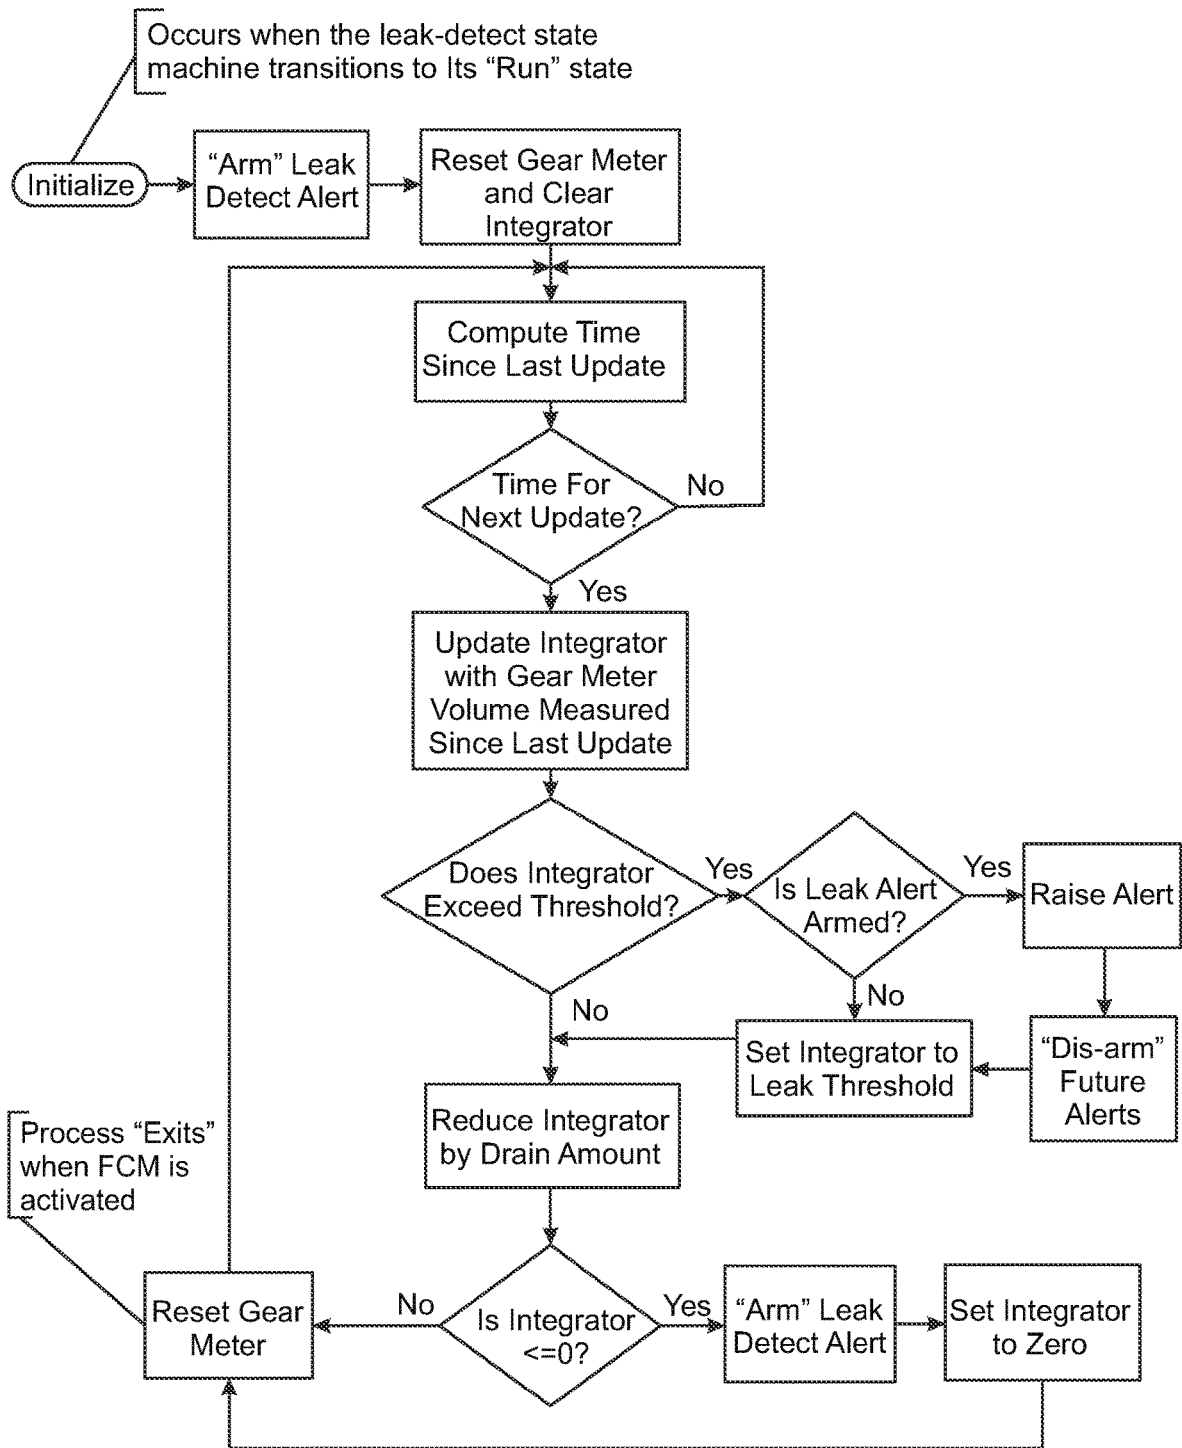 Occurs when the leak-detect state
machine transitions to Its “Run” state
Initialize
“Arm” Leak
Detect Alert
Reset Gear Meter
and Clear
Integrator
Compute Time
Since Last Update
Time For
Next Update?
No
Yes
Update Integrator
with Gear Meter
Volume Measured
Since Last Update
Does Integrator
Exceed Threshold?
Yes
Is Leak Alert
Armed?
Yes
Raise Alert
No
No
Set Integrator to
Leak Threshold
“Dis-arm”
Future
Alerts
Reduce Integrator
by Drain Amount
Process “Exits”
when FCM is
activated
Reset Gear
Meter
No
Is Integrator
<=0?
Yes
“Arm” Leak
Detect Alert
Set Integrator
to Zero